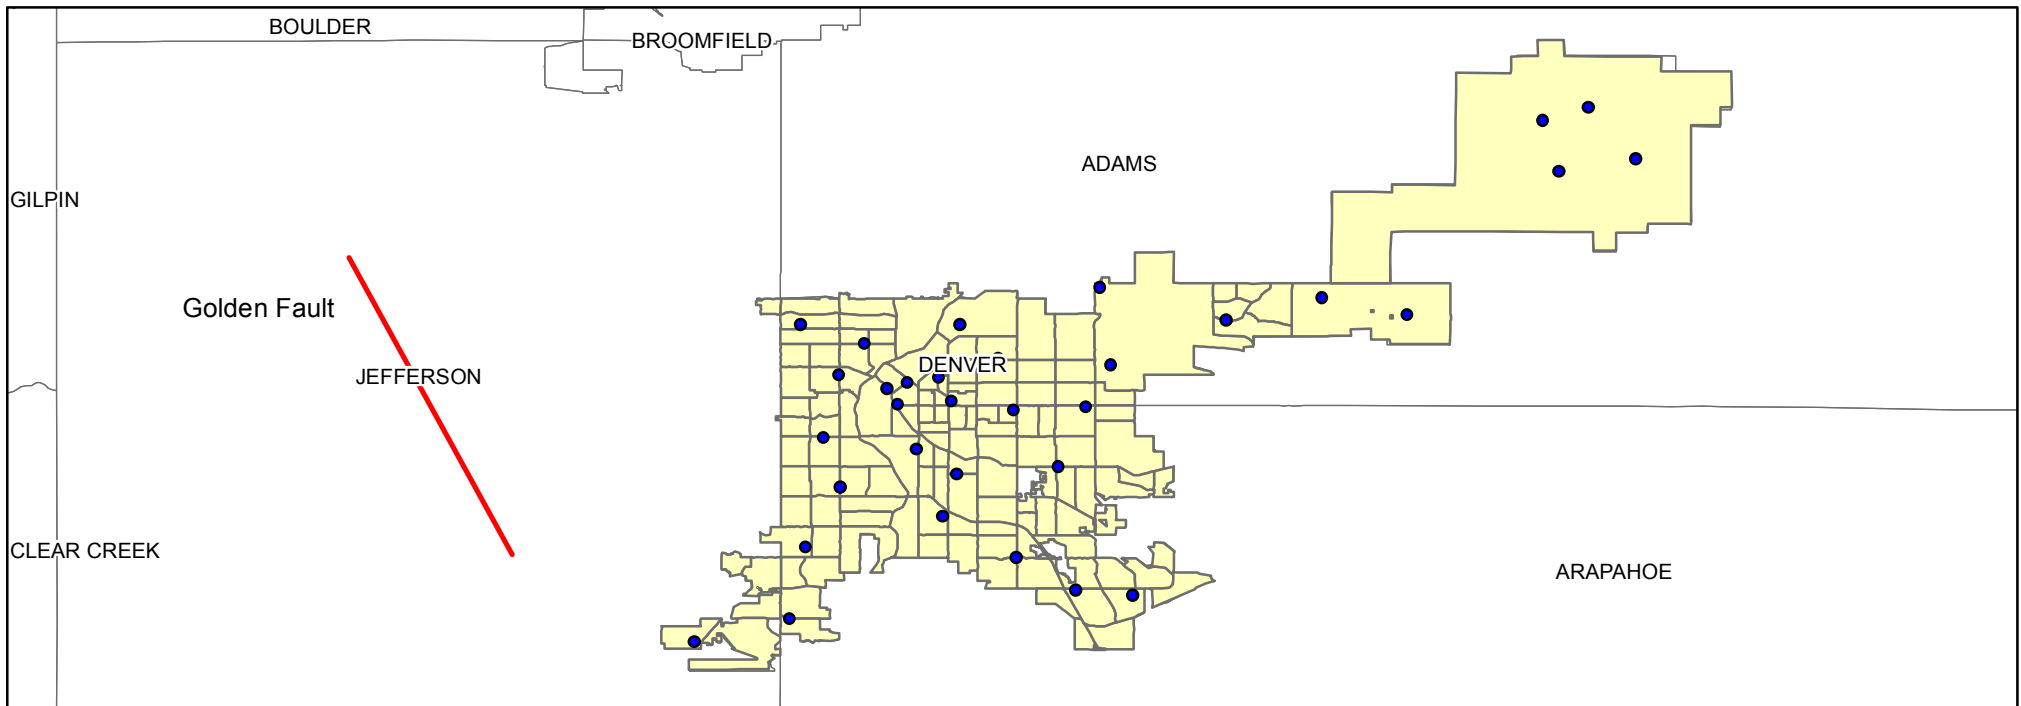 BOULDER
BROOMFIELD
ADAMS
GILPIN
Golden Fault
DENVER
JEFFERSON
CLEAR CREEK
ARAPAHOE